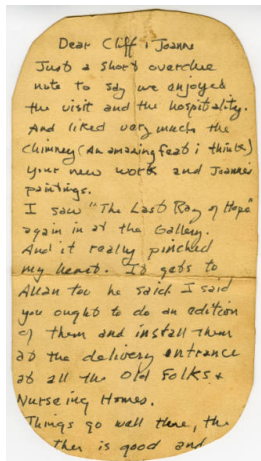 Dear Cliff & Joanne
Just a short overdue
note to say we enjoyed
the visit and the hospitality.
And liked very much the
chimney (An amazing feat i think)
your new work and Joannes
paintings.
I saw "The Last Ray of Hope"
again in at the Gallery.
And it really pinched
my heart. It gets to
Allan too he said I said
you ought to do an edition
of them and install them
at the delivery entrance
at all the Old Folks &
Nurseing Homes.
Things go well there, the
ther is good and